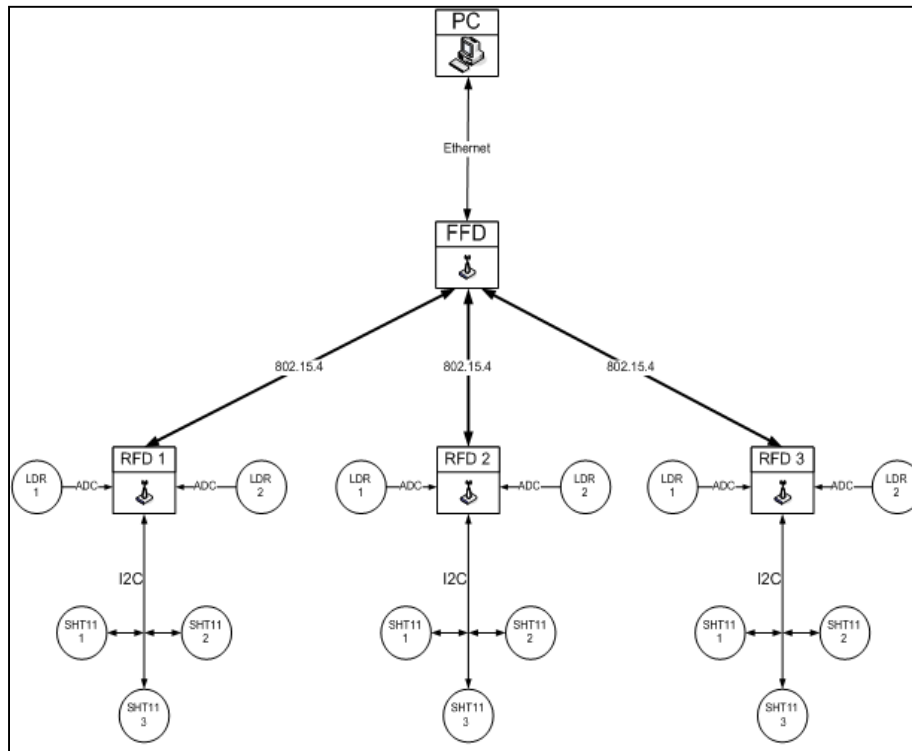 PC
Ethernet
FFD
802.15.4
802.15.4
802.15.4
RFD 1
RFD 2
RFD 3
LDR
1
ADC
ADC
LDR
2
LDR
1
ADC
ADC
LDR
2
LDR
1
ADC
ADC
LDR
2
I2C
I2C
I2C
SHT11
1
SHT11
2
SHT11
1
SHT11
2
SHT11
1
SHT11
2
SHT11
3
SHT11
3
SHT11
3